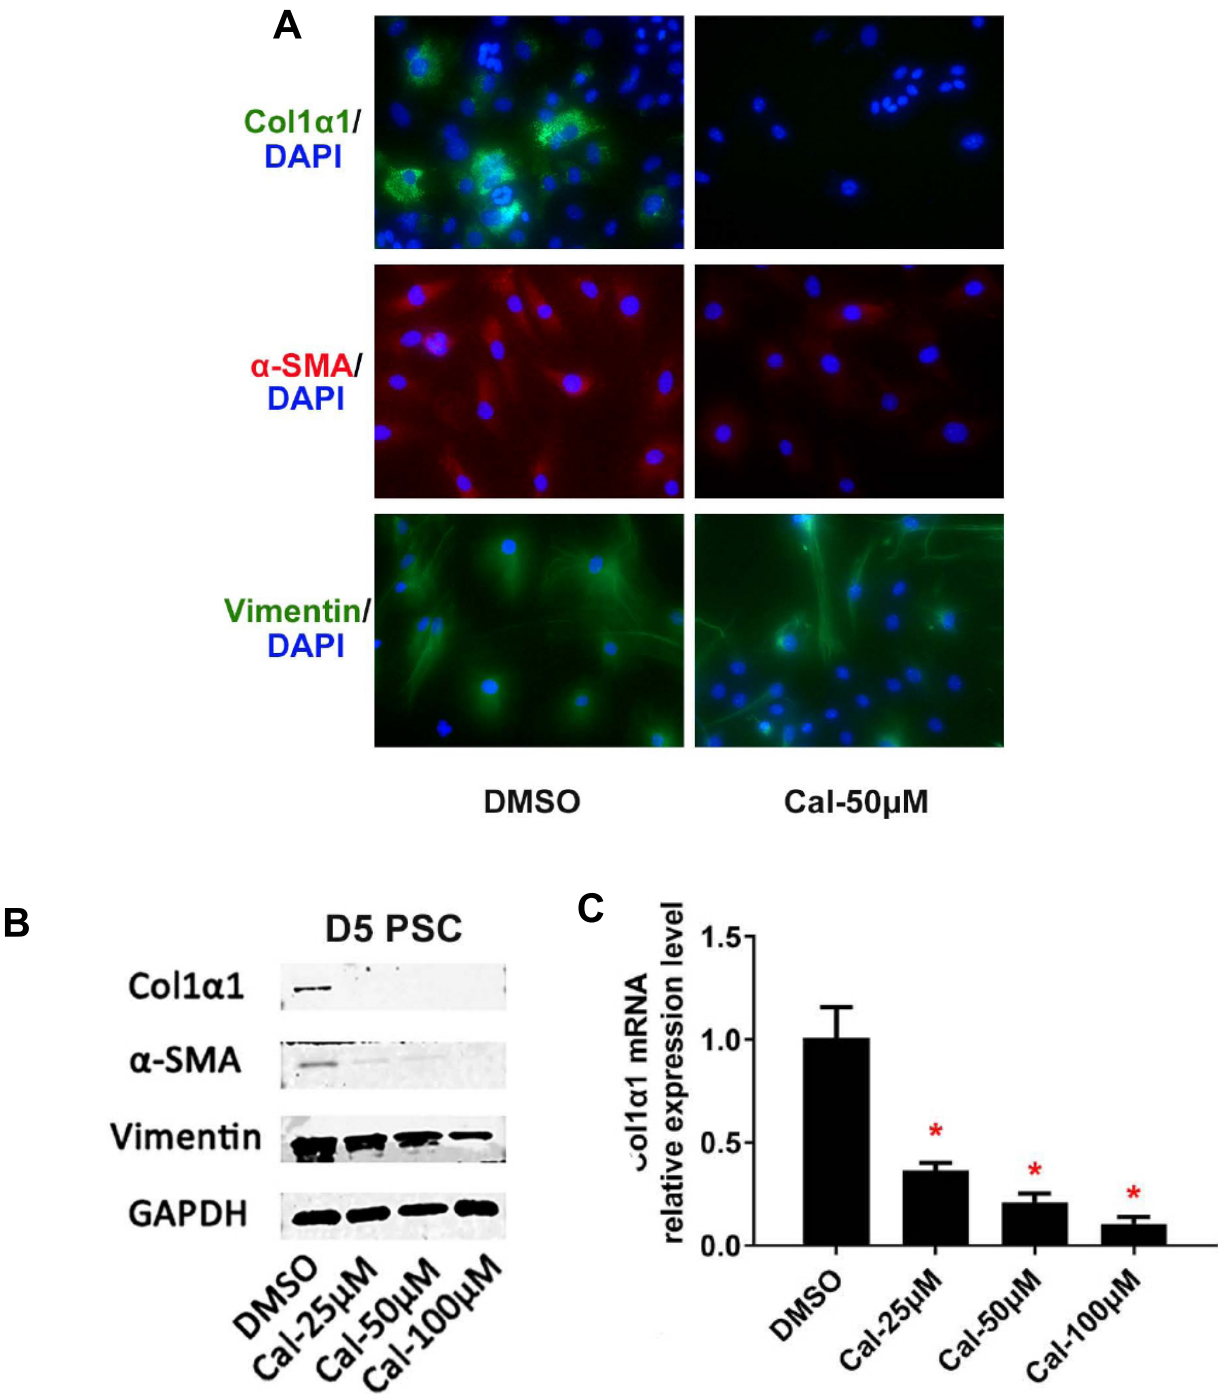 A
Col1α1/
DAPI
α-SMA/
DAPI
Vimentin/
DAPI
DMSO Cal-50μM
B
D5 PSC
Col1α1
α-SMA
Vimentin
GAPDH
DMSO
Cal-25μM
Cal-50μM
Cal-100μM
C
Col1α1 mRNA
relative expression level
1.5
1.0
0.5
0.0
*
*
*
DMSO
Cal-25μM
Cal-50μM
Cal-100μM